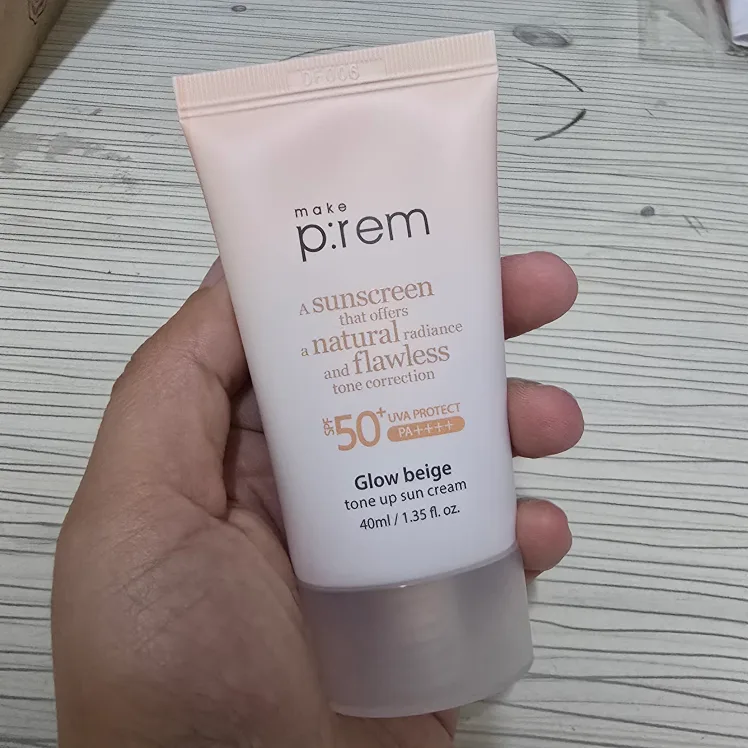 make
p:rem
A sunscreen
that offers
a natural radiance
and flawless
tone correction
SPF 50+ UVA PROTECT
PA++++
Glow beige
tone up sun cream
40ml / 1.35 fl. oz.